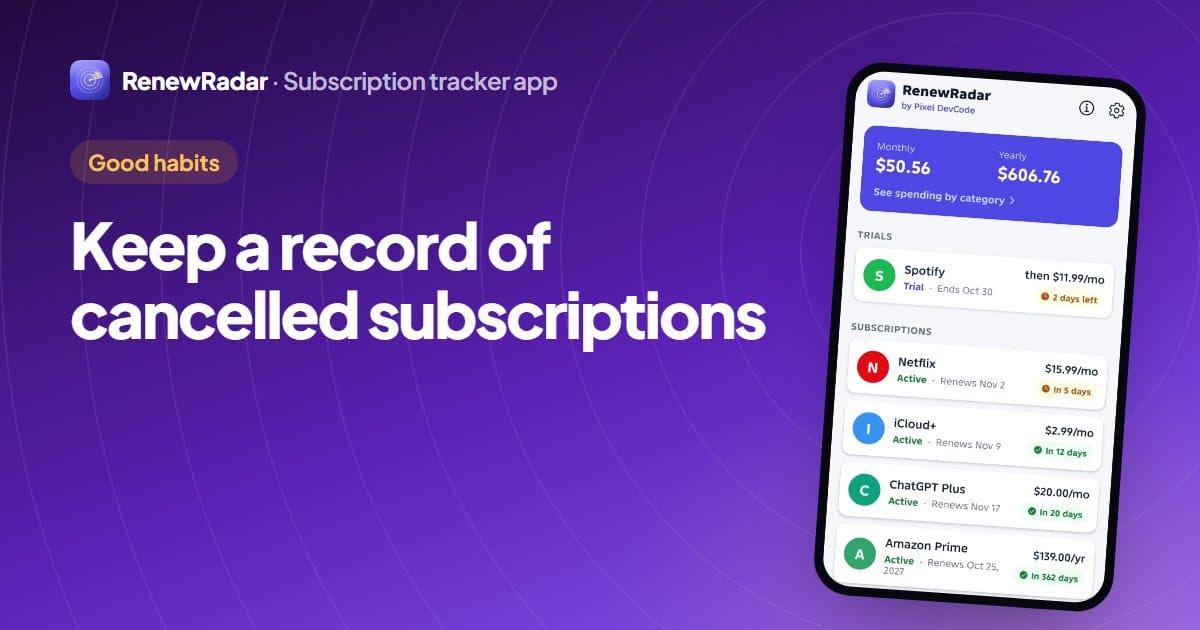 RenewRadar · Subscription tracker app
Good habits
Keep a record of
cancelled subscriptions
RenewRadar
by Pixel DevCode
Monthly
$50.56
Yearly
$606.76
See spending by category >
TRIALS
S
Spotify
Trial · Ends Oct 30
then $11.99/mo
2 days left
SUBSCRIPTIONS
N
Netflix
Active · Renews Nov 2
$15.99/mo
In 5 days
I
iCloud+
Active · Renews Nov 9
$2.99/mo
In 12 days
C
ChatGPT Plus
Active · Renews Nov 17
$20.00/mo
In 20 days
A
Amazon Prime
Active · Renews Oct 25,
2027
$139.00/yr
In 362 days